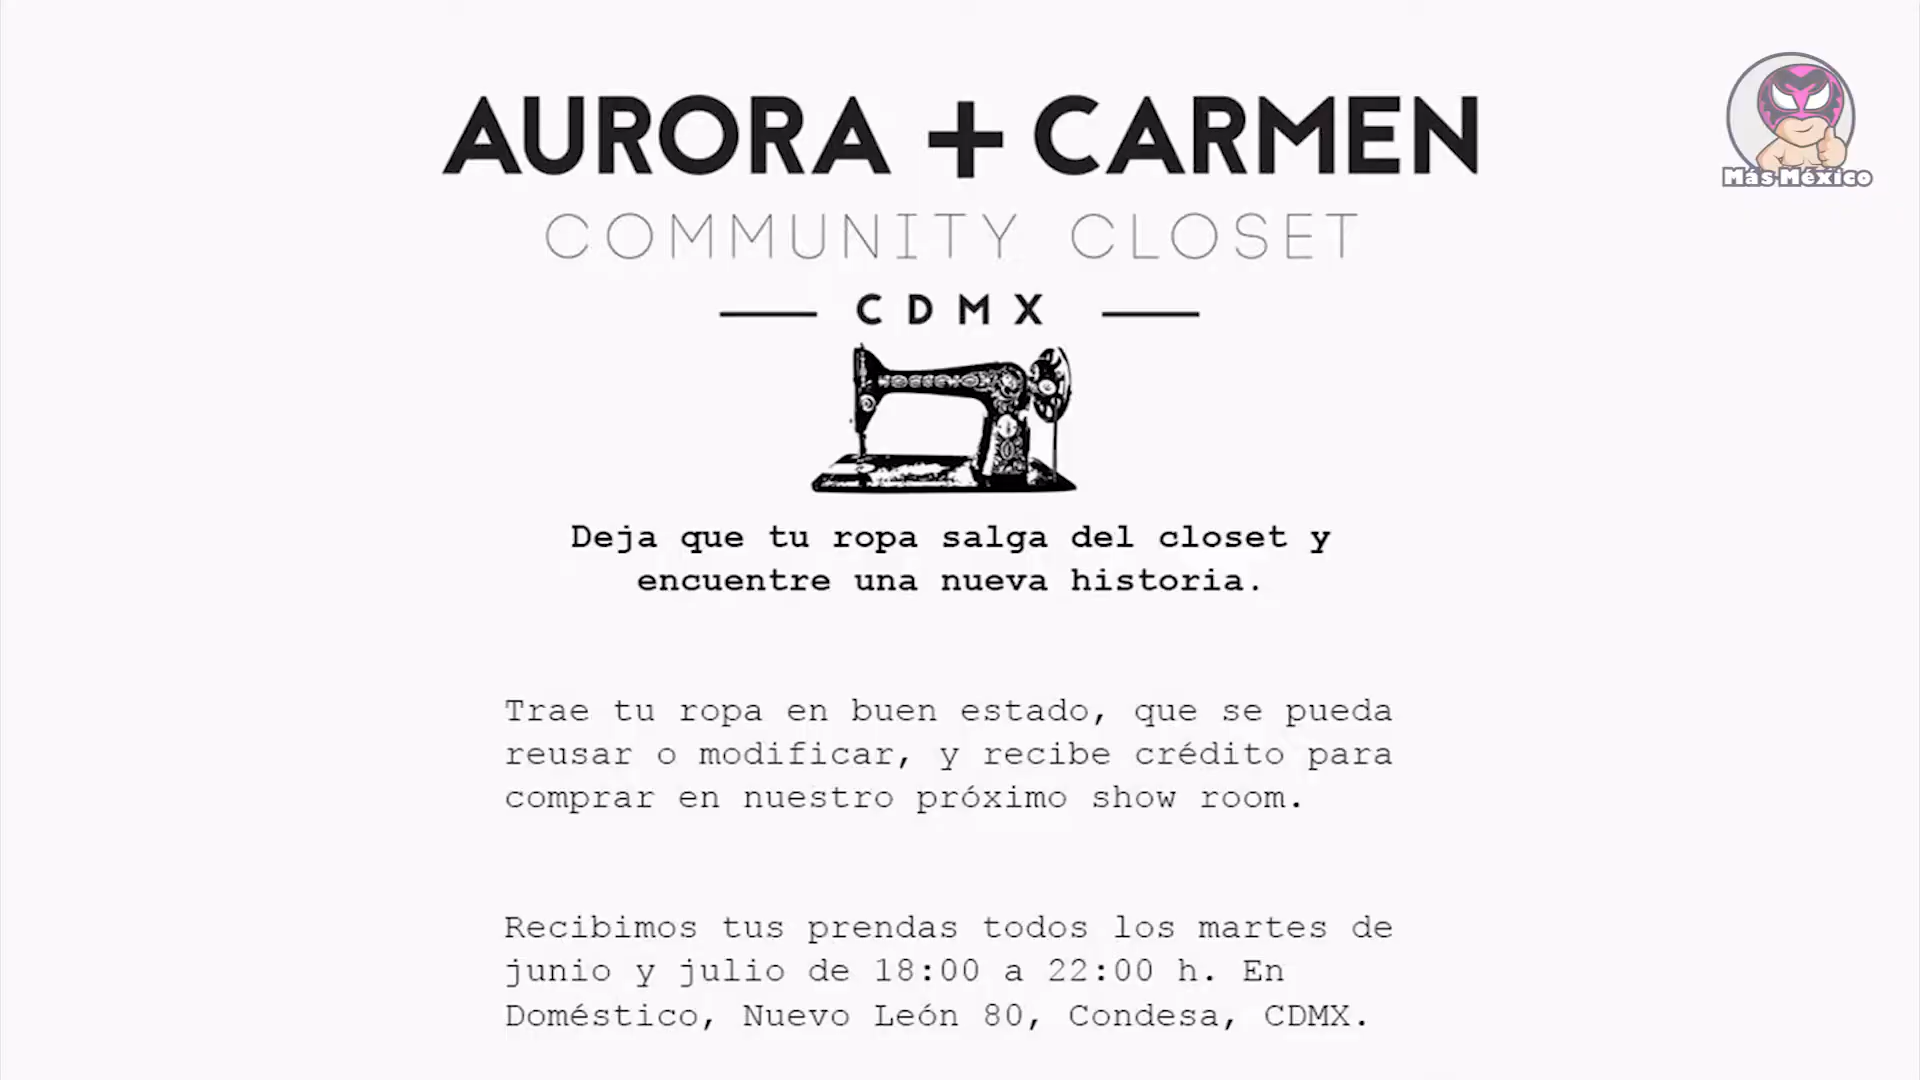 AURORA + CARMEN
COMMUNITY CLOSET
CDMX
Deja que tu ropa salga del closet y
encuentre una nueva historia.
Trae tu ropa en buen estado, que se pueda
reusar o modificar, y recibe crédito para
comprar en nuestro próximo show room.
Recibimos tus prendas todos los martes de
junio y julio de 18:00 a 22:00 h. En
Doméstico, Nuevo León 80, Condesa, CDMX.
Más México